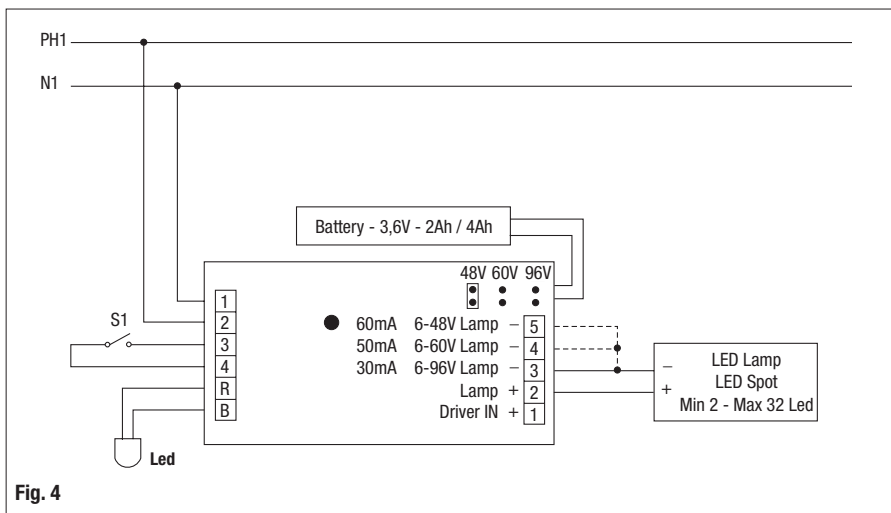 PH1
N1
Battery - 3,6V - 2Ah / 4Ah
48V 60V 96V
S1
1
2
3
4
R
B
60mA 6-48V Lamp – 5
50mA 6-60V Lamp – 4
30mA 6-96V Lamp – 3
Lamp + 2
Driver IN + 1
– LED Lamp
LED Spot
+ Min 2 - Max 32 Led
Led
Fig. 4